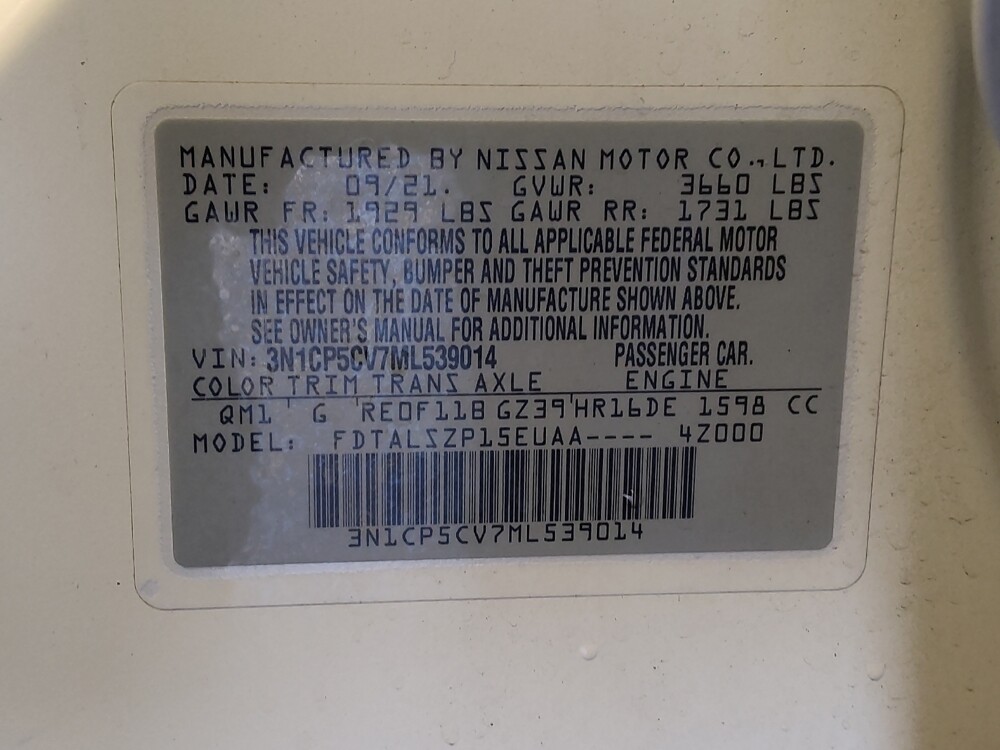 MANUFACTURED BY NISSAN MOTOR CO.,LTD.
DATE: 09/21. GVWR: 3660 LBS
GAWR FR: 1929 LBS GAWR RR: 1731 LBS
THIS VEHICLE CONFORMS TO ALL APPLICABLE FEDERAL MOTOR
VEHICLE SAFETY, BUMPER AND THEFT PREVENTION STANDARDS
IN EFFECT ON THE DATE OF MANUFACTURE SHOWN ABOVE.
SEE OWNER'S MANUAL FOR ADDITIONAL INFORMATION.
VIN: 3N1CP5CV7ML539014 PASSENGER CAR.
COLOR TRIM TRANS AXLE ENGINE
QM1 G RE0F11B GZ39 HR16DE 1598 CC
MODEL: FDTALSZP15EUAA---- 4Z000
3N1CP5CV7ML539014